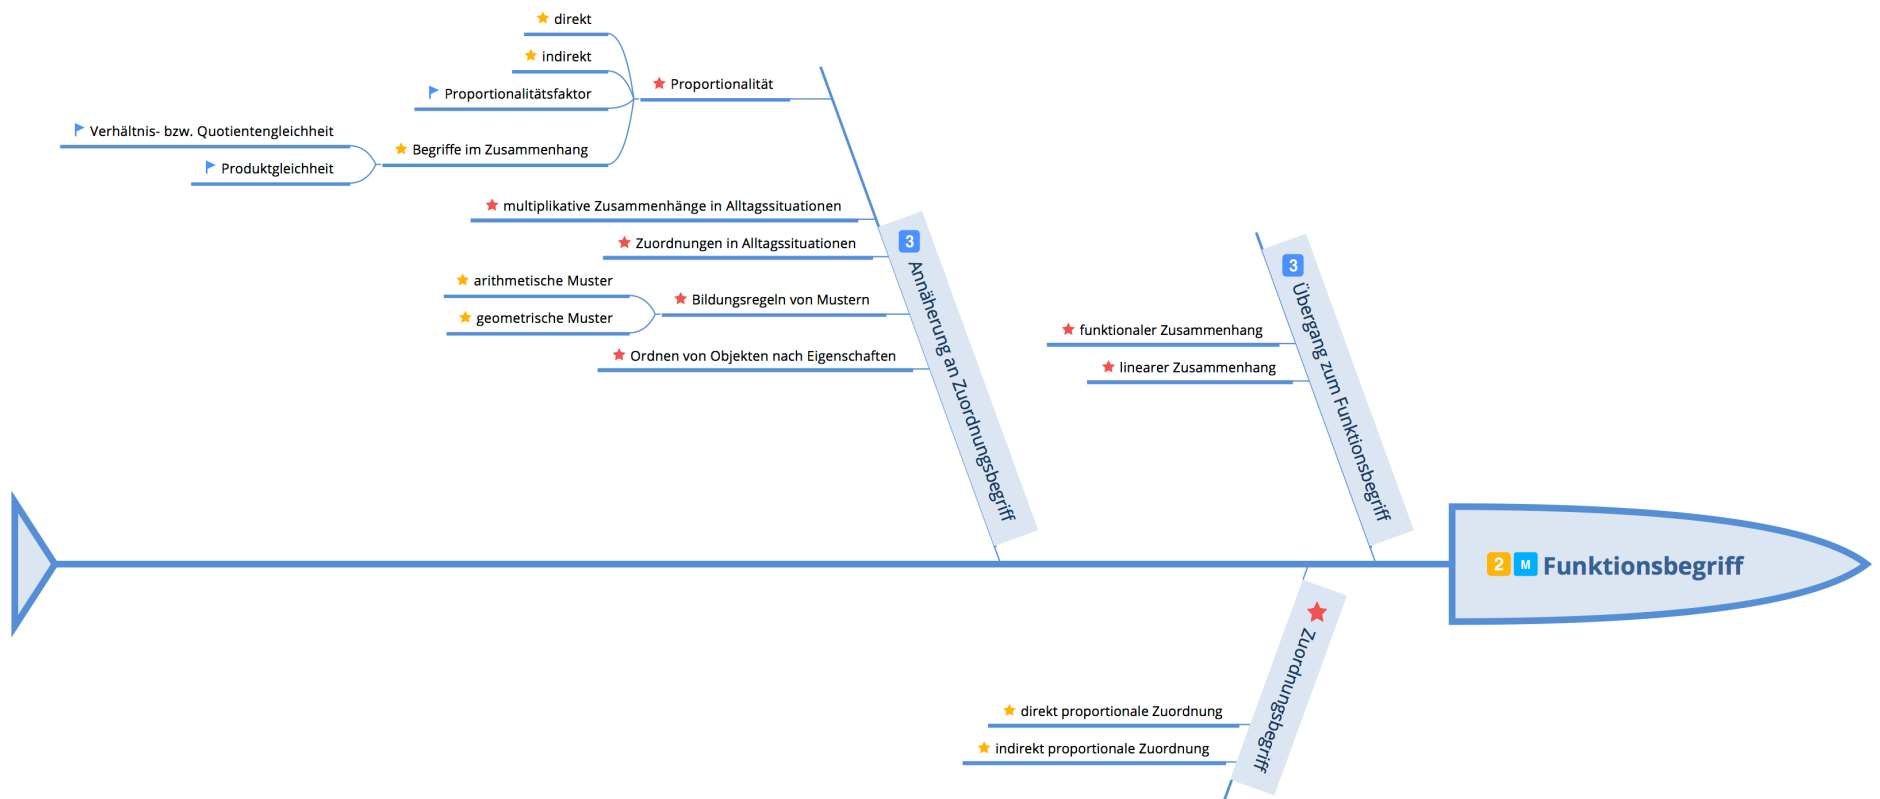 direkt
indirekt
Proportionalitätsfaktor
Proportionalität
Verhältnis- bzw. Quotientengleichheit
Produktgleichheit
Begriffe im Zusammenhang
multiplikative Zusammenhänge in Alltagssituationen
Zuordnungen in Alltagssituationen
arithmetische Muster
geometrische Muster
Bildungsregeln von Mustern
Ordnen von Objekten nach Eigenschaften
3 Annäherung an Zuordnungsbegriff
funktionaler Zusammenhang
linearer Zusammenhang
3 Übergang zum Funktionsbegriff
2 M Funktionsbegriff
Zuordnungsbegriff
direkt proportionale Zuordnung
indirekt proportionale Zuordnung